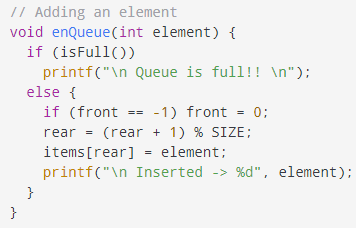 // Adding an element
void enQueue(int element) {
  if (isFull())
    printf("\n Queue is full!! \n");
  else {
    if (front == -1) front = 0;
    rear = (rear + 1) % SIZE;
    items[rear] = element;
    printf("\n Inserted -> %d", element);
  }
}